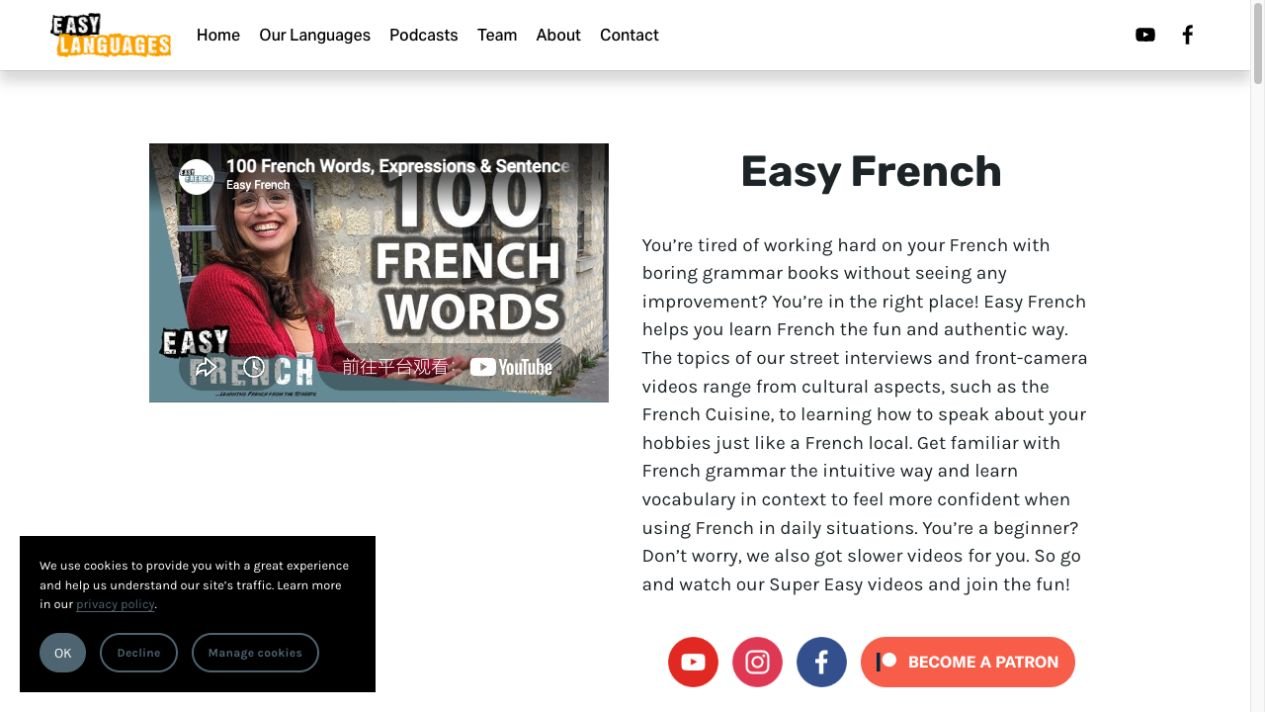 EASY
LANGUAGES
Home
Our Languages
Podcasts
Team
About
Contact
100 French Words, Expressions & Sentence
Easy French
100
FRENCH
WORDS
EASY
FRENCH
...LEARNING FRENCH FROM THE STREETS
前往平台观看：
YouTube
Easy French
You’re tired of working hard on your French with
boring grammar books without seeing any
improvement? You’re in the right place! Easy French
helps you learn French the fun and authentic way.
The topics of our street interviews and front-camera
videos range from cultural aspects, such as the
French Cuisine, to learning how to speak about your
hobbies just like a French local. Get familiar with
French grammar the intuitive way and learn
vocabulary in context to feel more confident when
using French in daily situations. You’re a beginner?
Don’t worry, we also got slower videos for you. So go
and watch our Super Easy videos and join the fun!
BECOME A PATRON
We use cookies to provide you with a great experience
and help us understand our site’s traffic. Learn more
in our privacy policy.
OK
Decline
Manage cookies